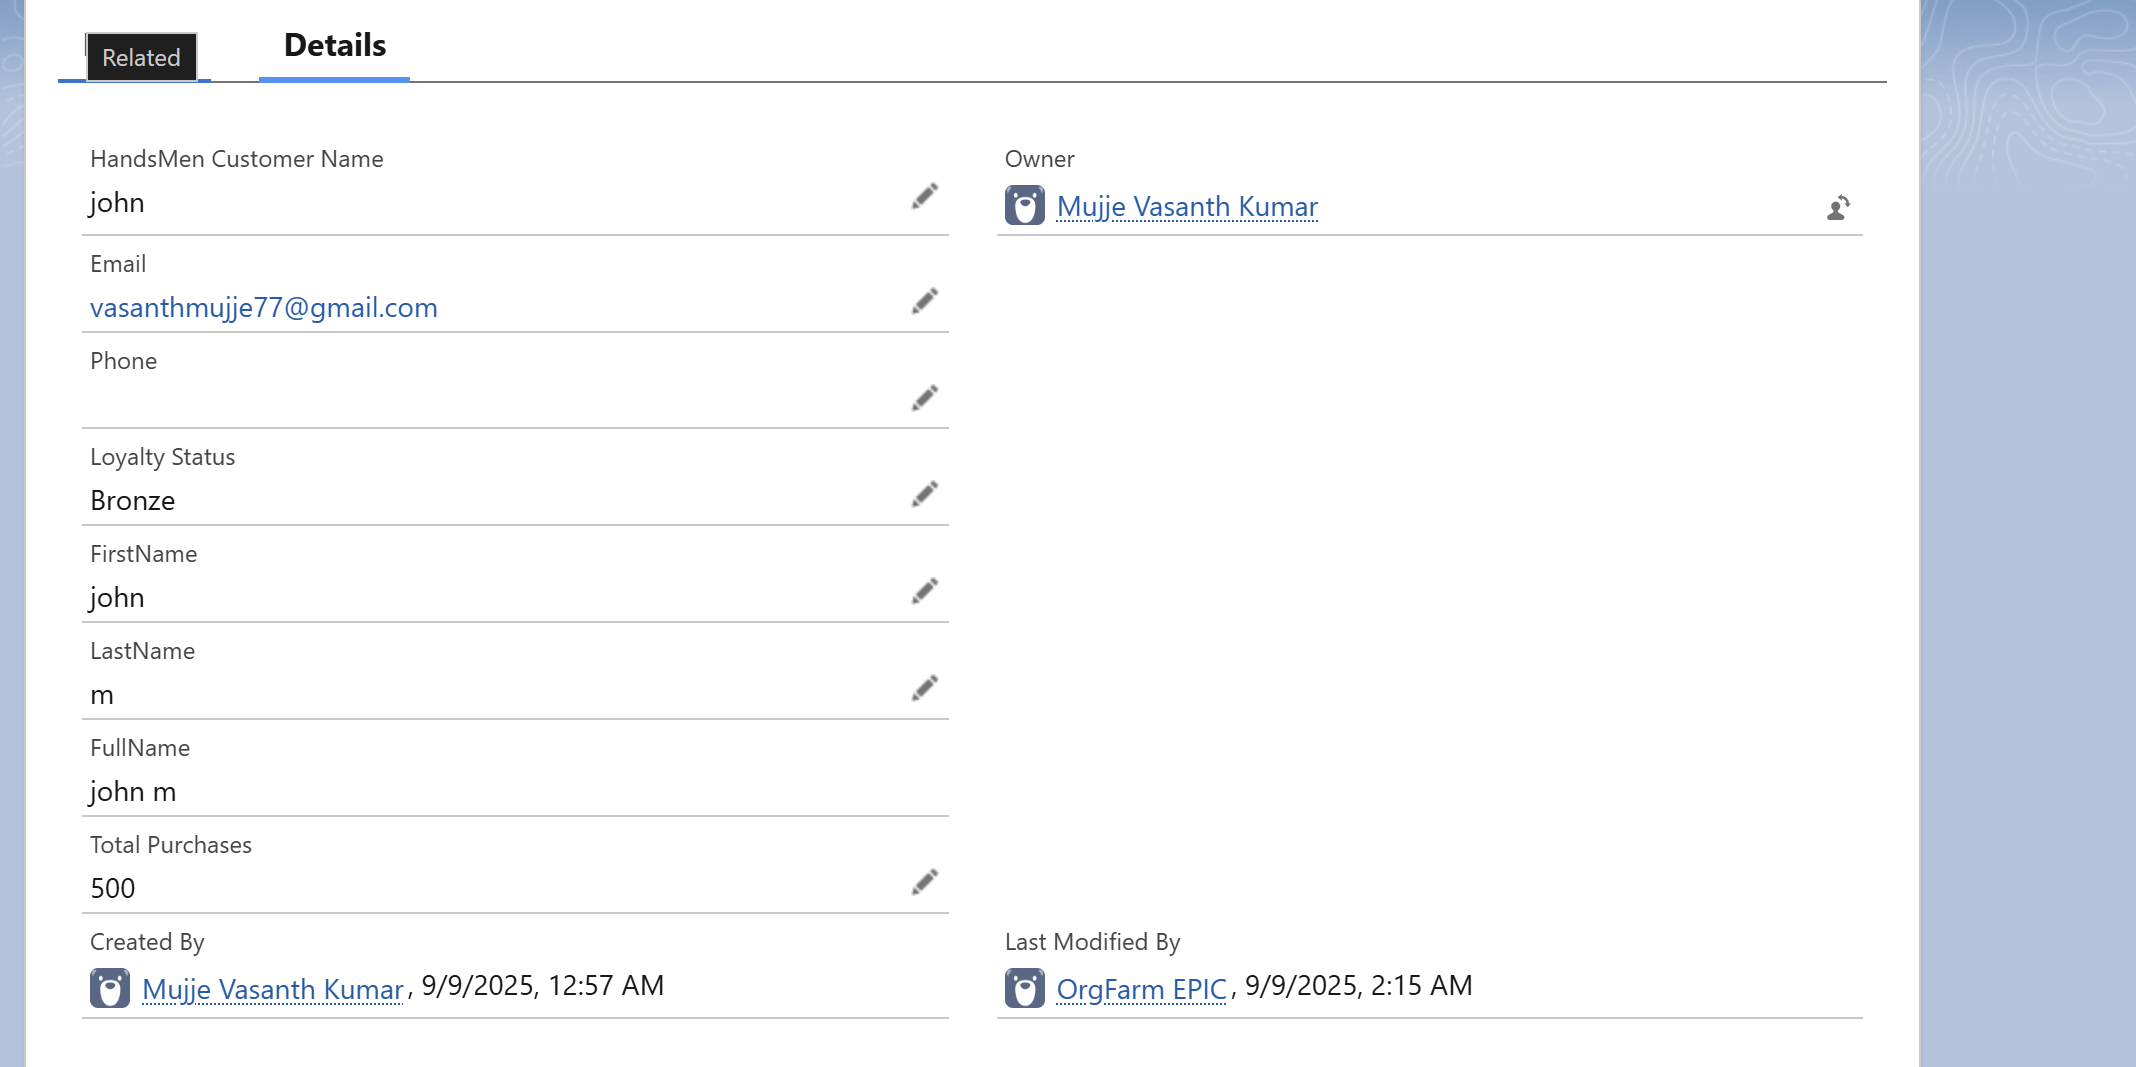 Related
Details
HandsMen Customer Name
john
Owner
Mujje Vasanth Kumar
Email
vasanthmujje77@gmail.com
Phone
Loyalty Status
Bronze
FirstName
john
LastName
m
FullName
john m
Total Purchases
500
Created By
Mujje Vasanth Kumar, 9/9/2025, 12:57 AM
Last Modified By
OrgFarm EPIC, 9/9/2025, 2:15 AM